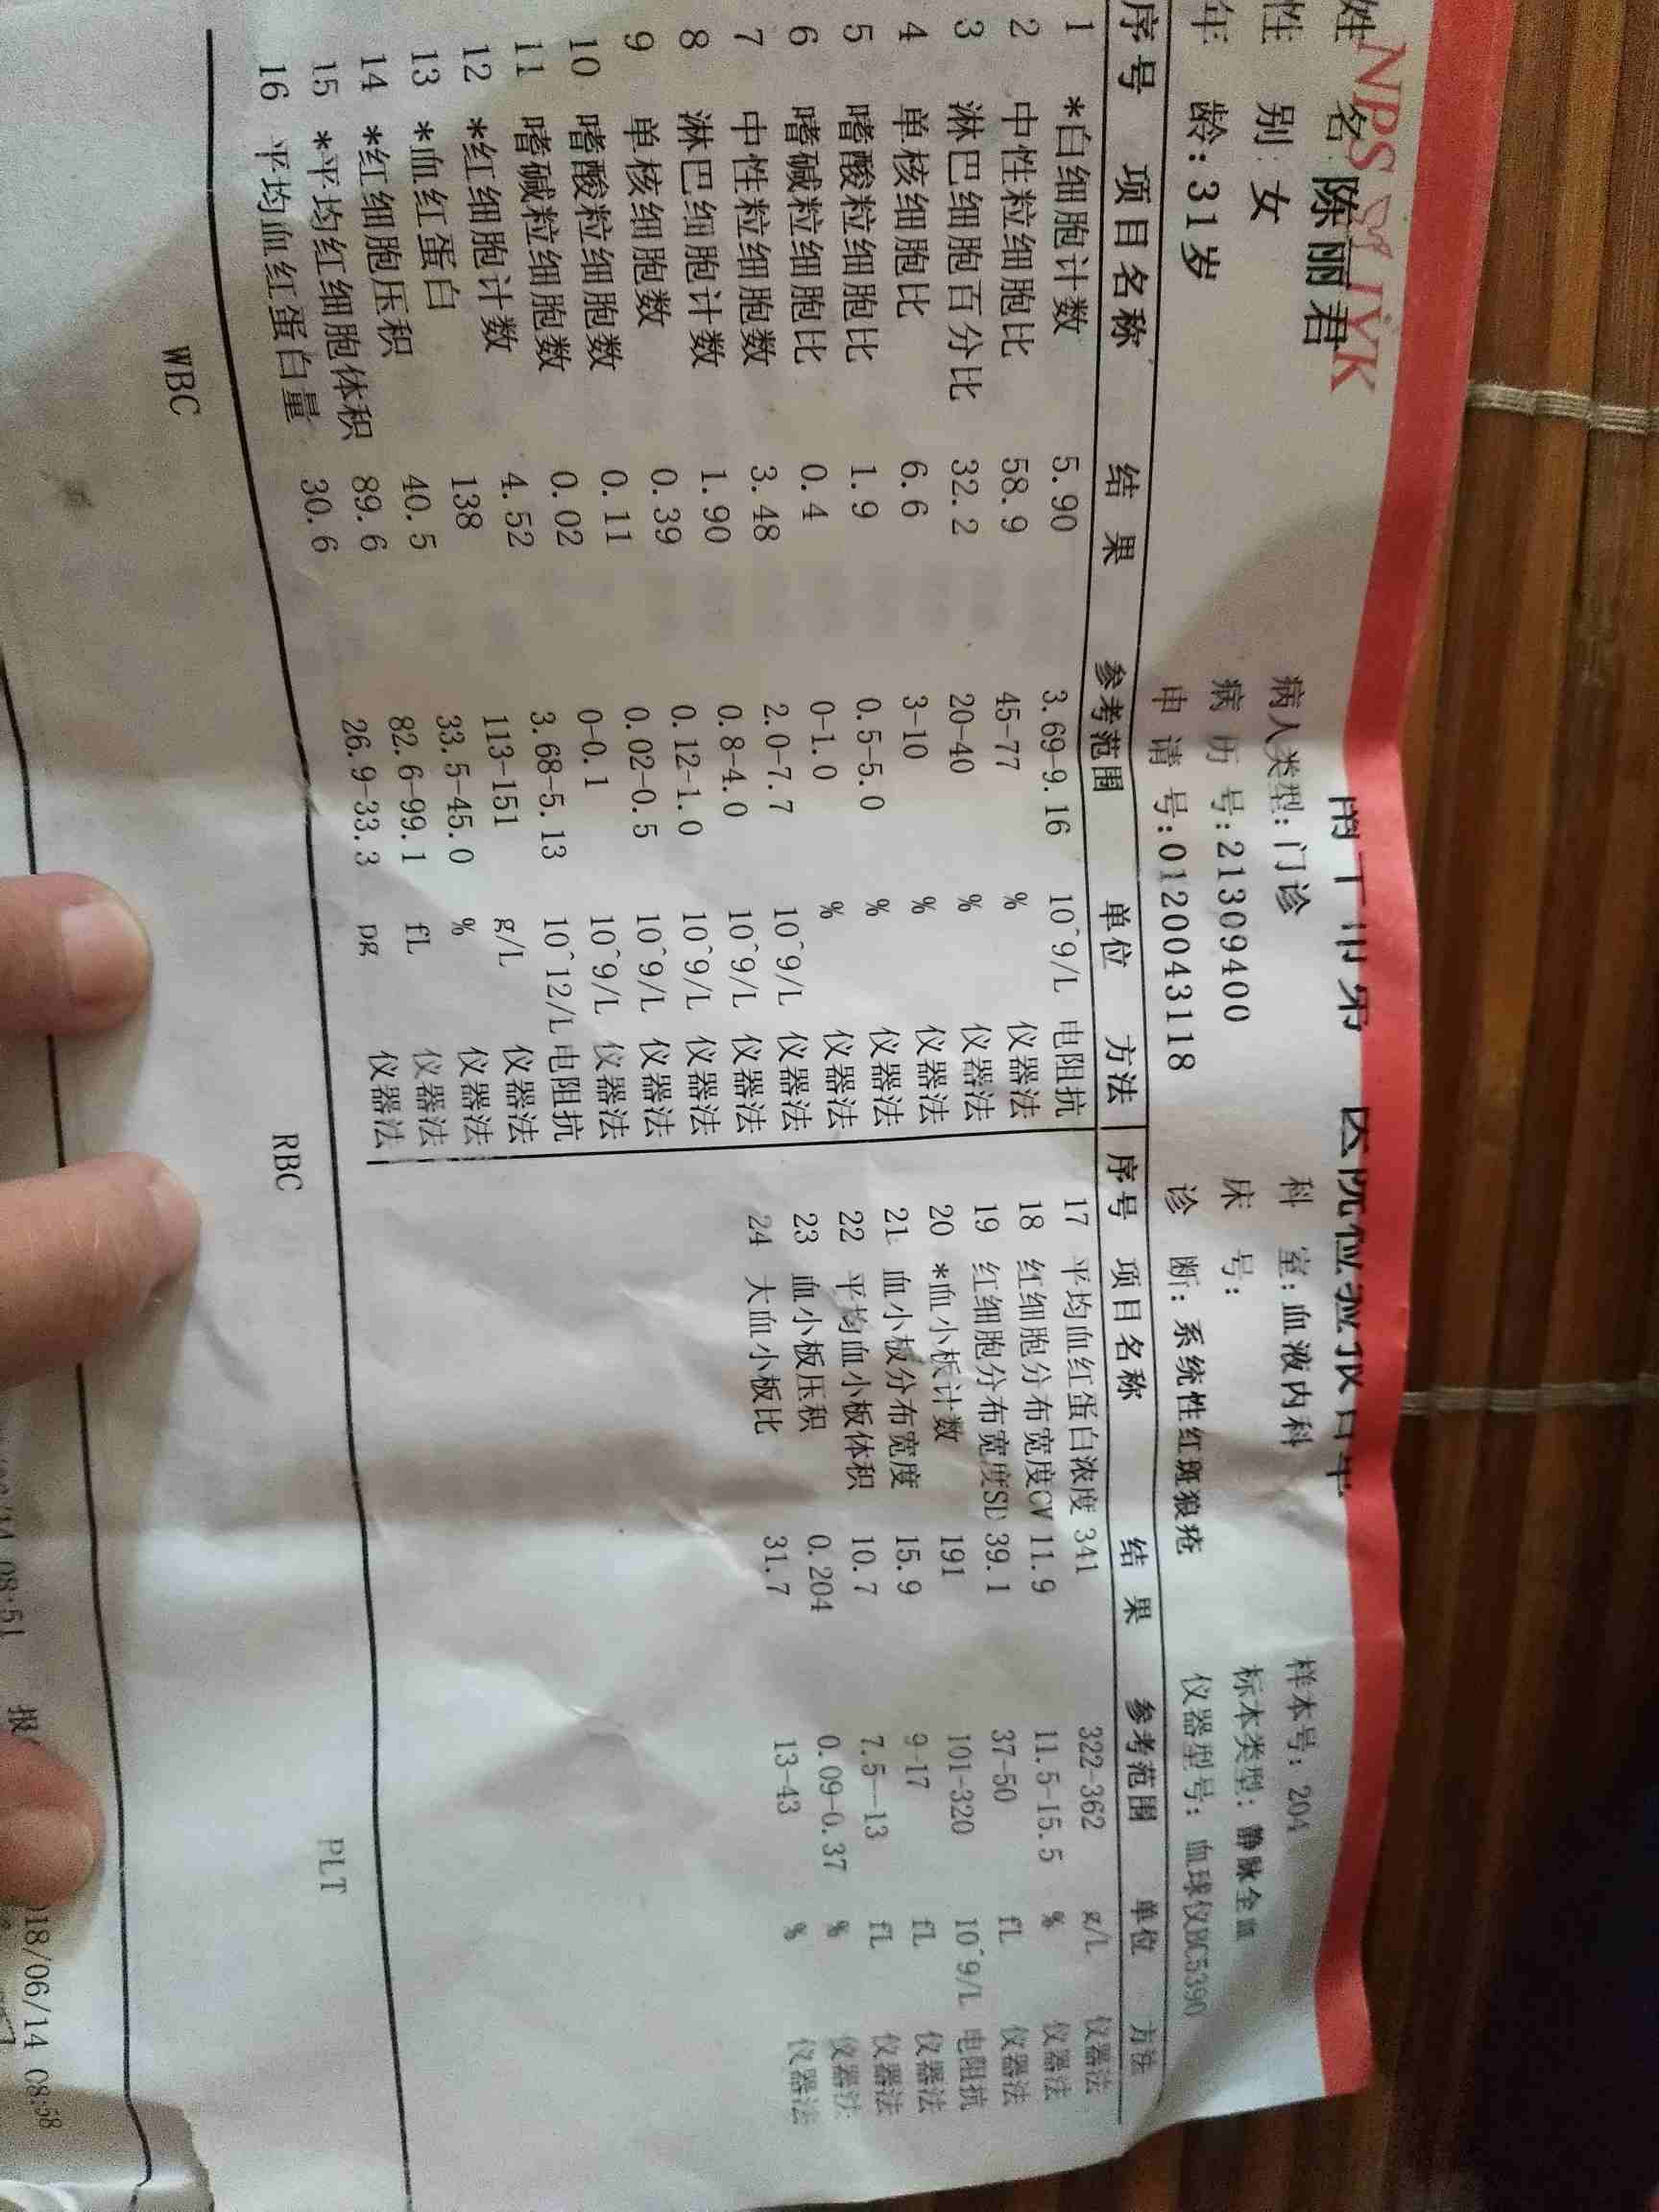 NPS JYK
医院检验报告单
姓 名:陈丽君 病人类型:门诊 科 室:血液内科 样本号: 204
性 别:女 病 历 号:21309400 床 号: 标本类型: 静脉全血
年 龄:31岁 申 请 号:0120043118 诊 断: 系统性红斑狼疮 仪器型号: 血球仪BC5390
序号 项目名称 结 果 参考范围 单位 方法 序号 项目名称 结 果 参考范围 单位 方法
1 *白细胞计数 5.90 3.69-9.16 10^9/L 电阻抗 17 平均血红蛋白浓度 341 322-362 g/L 仪器法
2 中性粒细胞比 58.9 45-77 % 仪器法 18 红细胞分布宽度CV 11.9 11.5-15.5 % 仪器法
3 淋巴细胞百分比 32.2 20-40 % 仪器法 19 红细胞分布宽度SD 39.1 37-50 fL 仪器法
4 单核细胞比 6.6 3-10 % 仪器法 20 *血小板计数 191 101-320 10^9/L 电阻抗
5 嗜酸粒细胞比 1.9 0.5-5.0 % 仪器法 21 血小板分布宽度 15.9 9-17 fL 仪器法
6 嗜碱粒细胞比 0.4 0-1.0 % 仪器法 22 平均血小板体积 10.7 7.5--13 fL 仪器法
7 中性粒细胞数 3.48 2.0-7.7 10^9/L 仪器法 23 血小板压积 0.204 0.09-0.37 % 仪器法
8 淋巴细胞计数 1.90 0.8-4.0 10^9/L 仪器法 24 大血小板比 31.7 13-43 % 仪器法
9 单核细胞数 0.39 0.12-1.0 10^9/L 仪器法
10 嗜酸粒细胞数 0.11 0.02-0.5 10^9/L 仪器法
11 嗜碱粒细胞数 0.02 0-0.1 10^9/L 仪器法
12 *红细胞计数 4.52 3.68-5.13 10^12/L 电阻抗
13 *血红蛋白 138 113-151 g/L 仪器法
14 *红细胞压积 40.5 33.5-45.0 % 仪器法
15 *平均红细胞体积 89.6 82.6-99.1 fL 仪器法
16 平均血红蛋白量 30.6 26.9-33.3 pg 仪器法
WBC RBC PLT
08:51 报 18/06/14 08:58